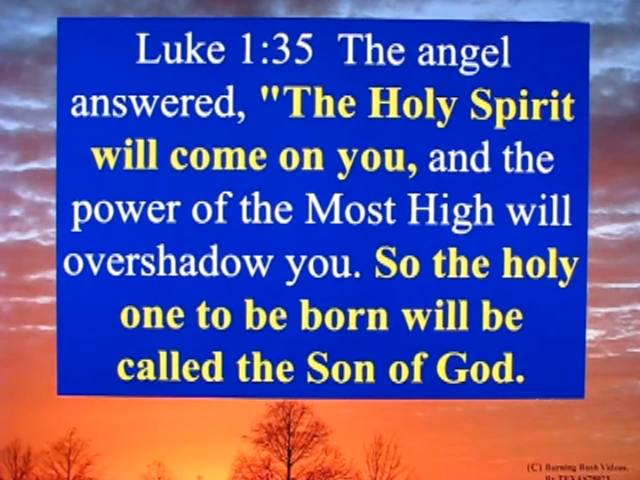 Luke 1:35  The angel
answered, "The Holy Spirit
will come on you, and the
power of the Most High will
overshadow you. So the holy
one to be born will be
called the Son of God.
(C) Burning Bush Videos.
By TEXAS75023